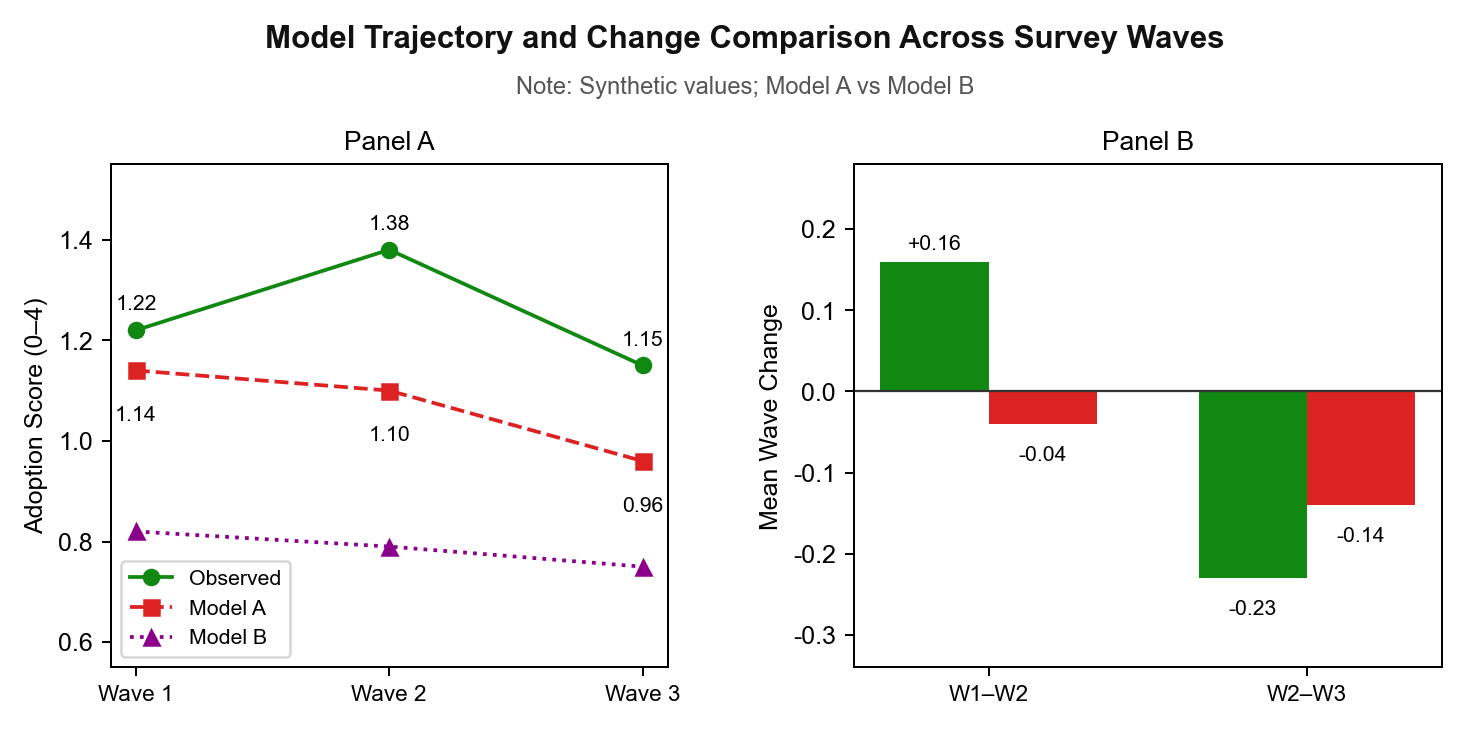 Model Trajectory and Change Comparison Across Survey Waves
Note: Synthetic values; Model A vs Model B
Panel A
Adoption Score (0–4)
1.4
1.2
1.0
0.8
0.6
1.22
1.38
1.15
1.14
1.10
0.96
Observed
Model A
Model B
Wave 1
Wave 2
Wave 3
Panel B
Mean Wave Change
0.2
0.1
0.0
-0.1
-0.2
-0.3
+0.16
-0.04
-0.23
-0.14
W1–W2
W2–W3